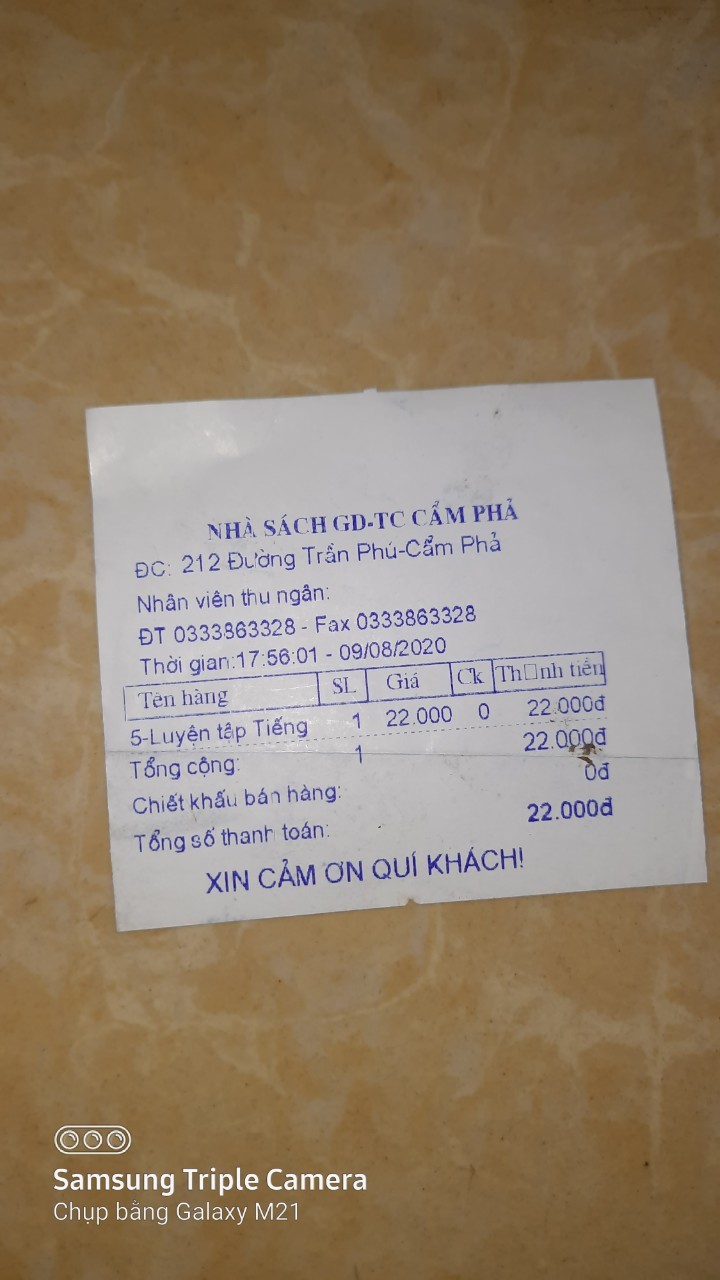 NHÀ SÁCH GD-TC CẨM PHẢ
ĐC: 212 Đường Trần Phú-Cẩm Phả
Nhân viên thu ngân:
ĐT 0333863328 - Fax 0333863328
Thời gian:17:56:01 - 09/08/2020
Tên hàng SL Giá Ck Th□nh tiền
5-Luyện tập Tiếng 1 22.000 0 22.000đ
Tổng cộng: 1 22.000đ
Chiết khấu bán hàng: 0đ
Tổng số thanh toán: 22.000đ
XIN CẢM ƠN QUÍ KHÁCH!
Samsung Triple Camera
Chụp bằng Galaxy M21